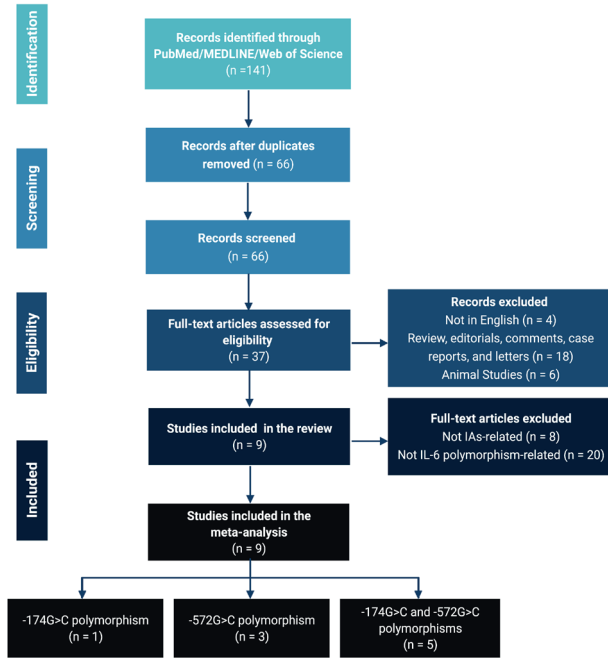 Identification
Records identified through
PubMed/MEDLINE/Web of Science
(n =141)
Screening
Records after duplicates
removed (n = 66)
Records screened
(n = 66)
Eligibility
Full-text articles assessed for
eligibility
(n = 37)
Records excluded
Not in English (n = 4)
Review, editorials, comments, case
reports, and letters (n = 18)
Animal Studies (n = 6)
Included
Studies included in the review
(n = 9)
Full-text articles excluded
Not IAs-related (n = 8)
Not IL-6 polymorphism-related (n = 20)
Studies included in the
meta-analysis
(n = 9)
-174G>C polymorphism
(n = 1)
-572G>C polymorphism
(n = 3)
-174G>C and -572G>C
polymorphisms
(n = 5)